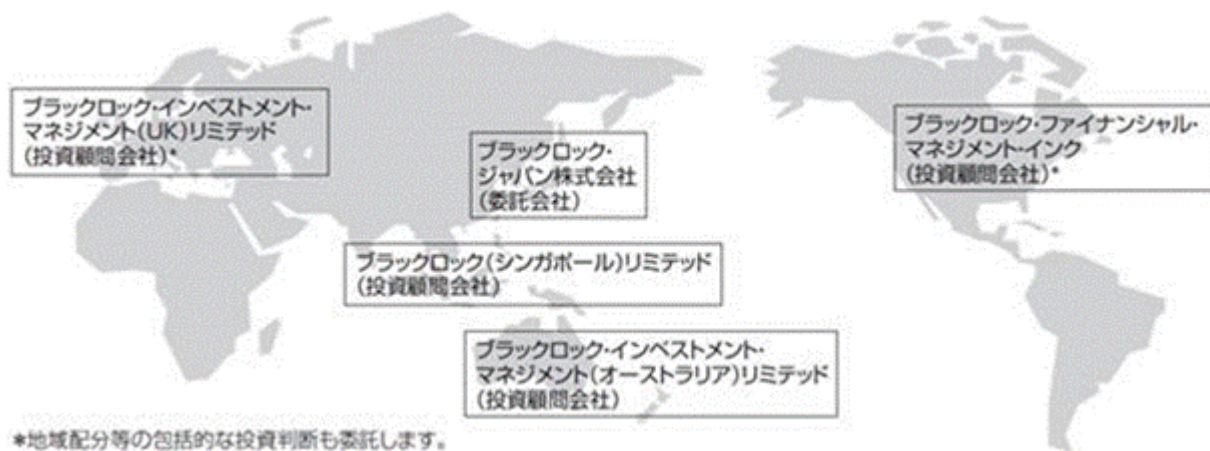 ブラックロック・インベストメント・
マネジメント(UK)リミテッド
(投資顧問会社)*
ブラックロック・
ジャパン株式会社
(委託会社)
ブラックロック・ファイナンシャル・
マネジメント・インク
(投資顧問会社)*
ブラックロック(シンガポール)リミテッド
(投資顧問会社)
ブラックロック・インベストメント・
マネジメント(オーストラリア)リミテッド
(投資顧問会社)
*地域配分等の包括的な投資判断も委託します。